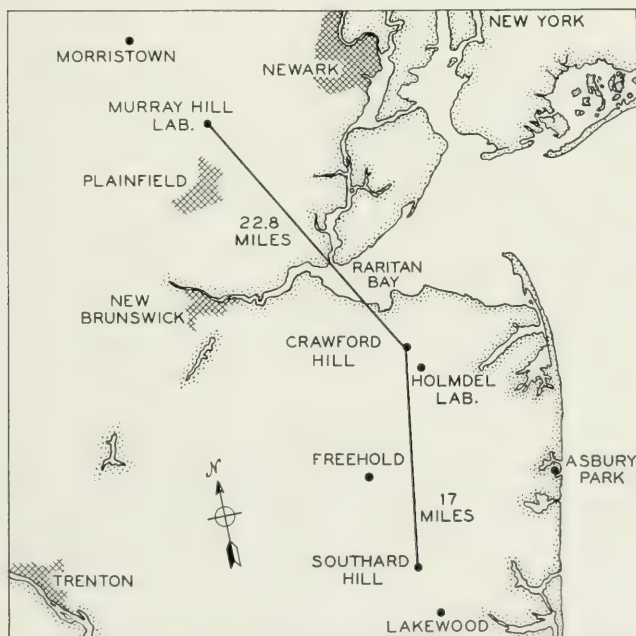 NEW YORK
MORRISTOWN
NEWARK
MURRAY HILL
LAB.
PLAINFIELD
22.8
MILES
RARITAN
BAY
NEW
BRUNSWICK
CRAWFORD
HILL
HOLMDEL
LAB.
FREEHOLD
ASBURY
PARK
N
17
MILES
SOUTHARD
HILL
TRENTON
LAKEWOOD